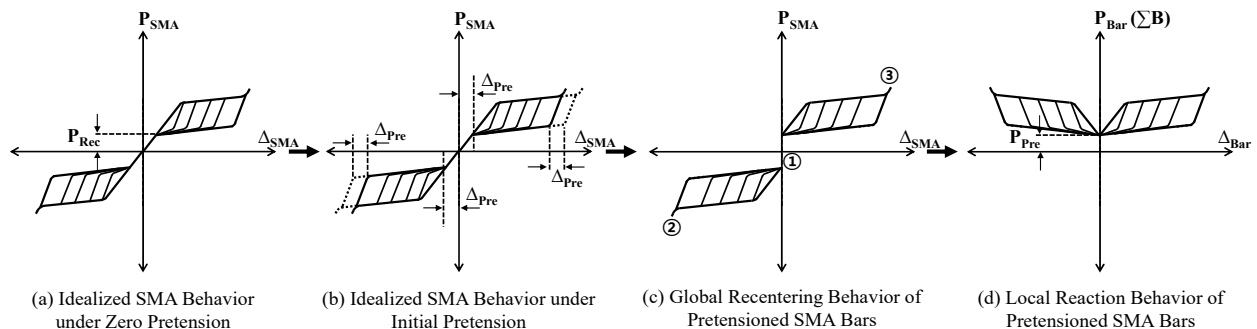 P_SMA
P_Rec
Δ_SMA
(a) Idealized SMA Behavior
under Zero Pretension
P_SMA
Δ_Pre
Δ_Pre
Δ_SMA
Δ_Pre
Δ_Pre
(b) Idealized SMA Behavior under
Initial Pretension
P_SMA
③
Δ_SMA
①
②
(c) Global Recentering Behavior of
Pretensioned SMA Bars
P_Bar (∑B)
P_Pre
Δ_Bar
(d) Local Reaction Behavior of
Pretensioned SMA Bars